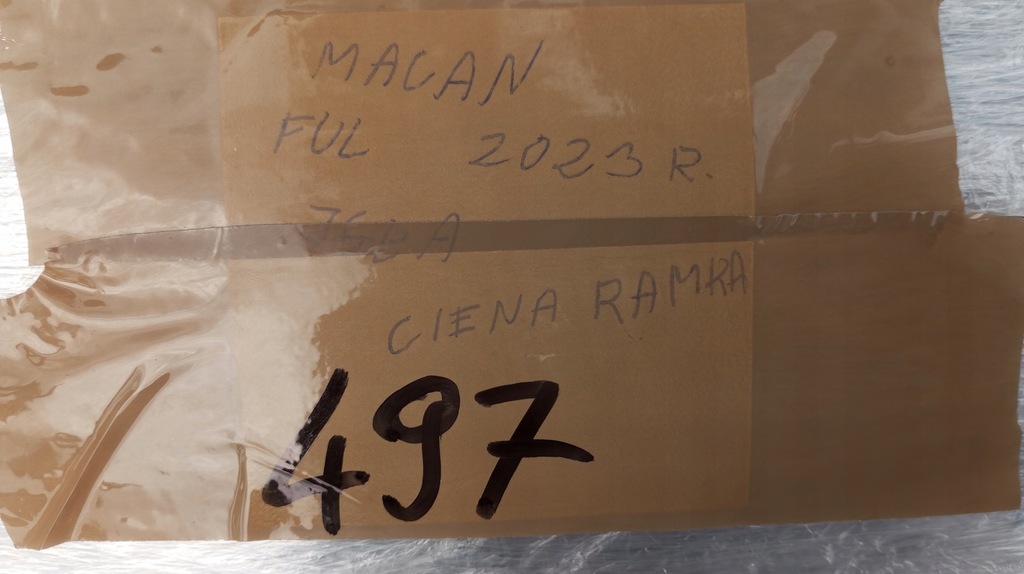 MACAN
FUL 2023 R.
CIENA RAMKA
497